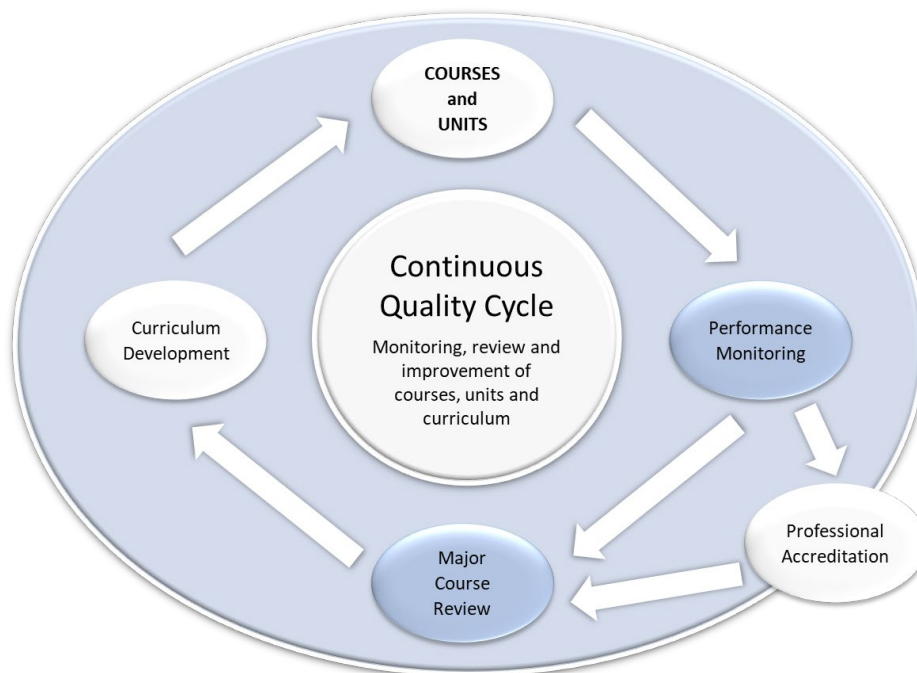 COURSES
and
UNITS
Continuous
Quality Cycle
Monitoring, review and
improvement of
courses, units and
curriculum
Curriculum
Development
Performance
Monitoring
Professional
Accreditation
Major
Course
Review